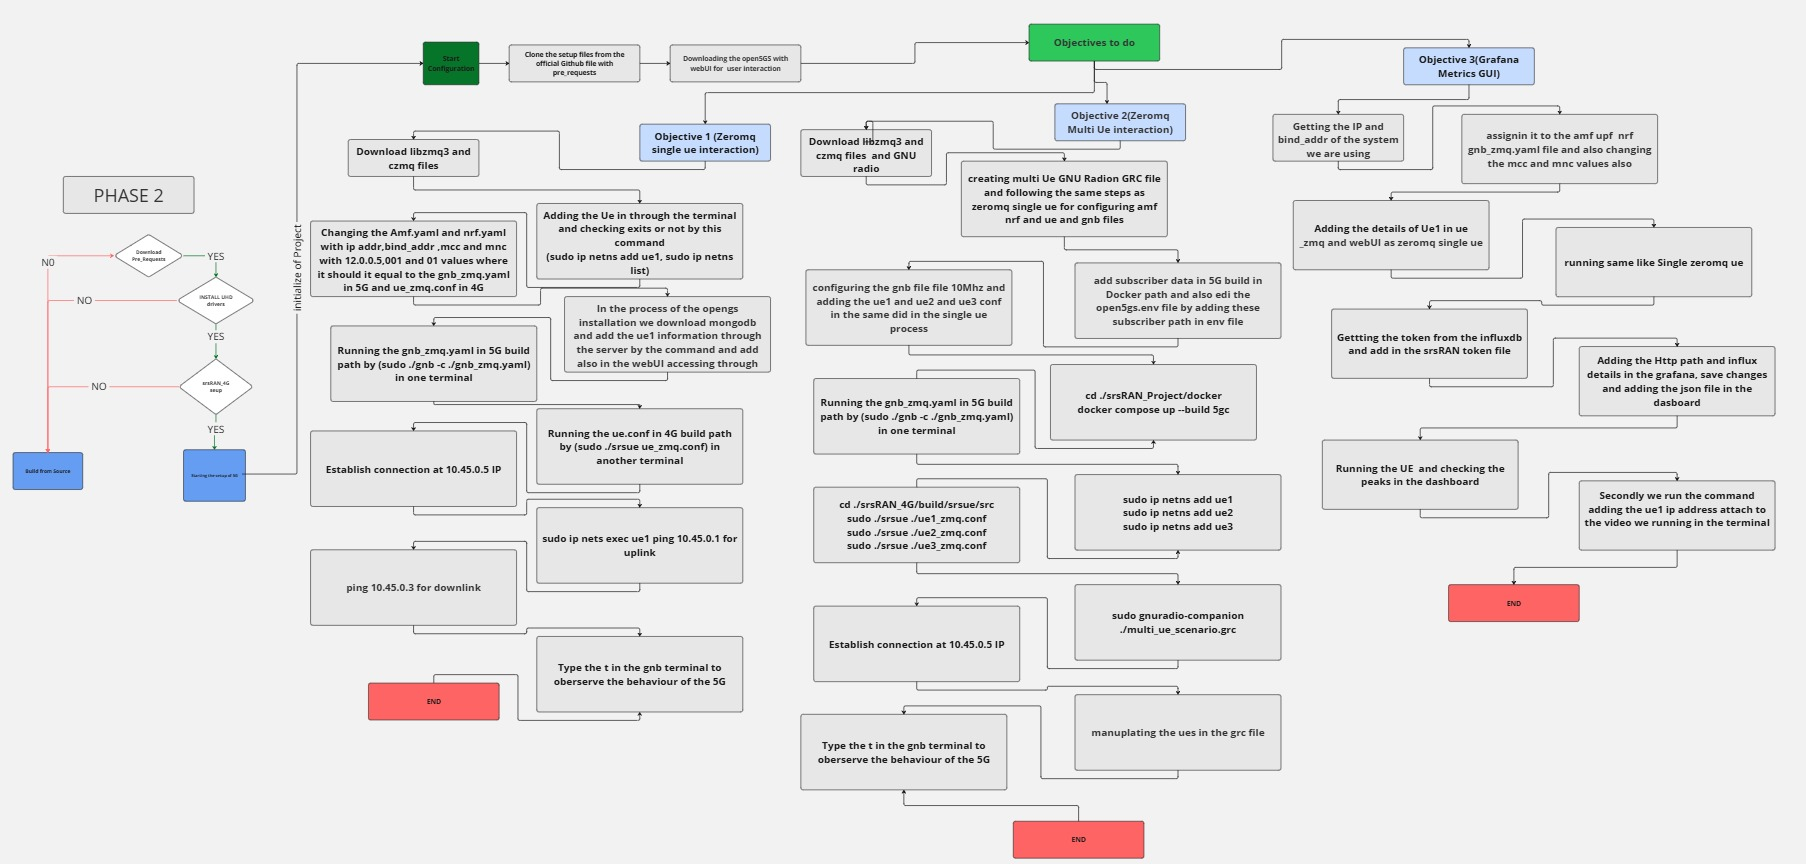 PHASE 2
Download
Pre_Requests
YES
N0
INSTALL UHD
drivers
NO
YES
srsRAN_4G
seup
NO
YES
Build from Source
Starting the setup of 5G
initialize of Project
Start
Configuration
Clone the setup files from the
official Github file with
pre_requests
Downloading the open5GS with
webUI for user interaction
Objectives to do
Objective 1 (Zeromq
single ue interaction)
Download libzmq3 and
czmq files
Adding the Ue in through the terminal
and checking exits or not by this
command
(sudo ip netns add ue1, sudo ip netns
list)
Changing the Amf.yaml and nrf.yaml
with ip addr,bind_addr ,mcc and mnc
with 12.0.0.5,001 and 01 values where
it should it equal to the gnb_zmq.yaml
in 5G and ue_zmq.conf in 4G
In the process of the opengs
installation we download mongodb
and add the ue1 information through
the server by the command and add
also in the webUI accessing through
Running the gnb_zmq.yaml in 5G build
path by (sudo ./gnb -c ./gnb_zmq.yaml)
in one terminal
Running the ue.conf in 4G build path
by (sudo ./srsue ue_zmq.conf) in
another terminal
Establish connection at 10.45.0.5 IP
sudo ip nets exec ue1 ping 10.45.0.1 for
uplink
ping 10.45.0.3 for downlink
Type the t in the gnb terminal to
oberserve the behaviour of the 5G
END
Objective 2(Zeromq
Multi Ue interaction)
Download libzmq3 and
czmq files and GNU
radio
creating multi Ue GNU Radion GRC file
and following the same steps as
zeromq single ue for configuring amf
nrf and ue and gnb files
add subscriber data in 5G build in
Docker path and also edi the
open5gs.env file by adding these
subscriber path in env file
configuring the gnb file file 10Mhz and
adding the ue1 and ue2 and ue3 conf
in the same did in the single ue
process
cd ./srsRAN_Project/docker
docker compose up --build 5gc
Running the gnb_zmq.yaml in 5G build
path by (sudo ./gnb -c ./gnb_zmq.yaml)
in one terminal
sudo ip netns add ue1
sudo ip netns add ue2
sudo ip netns add ue3
cd ./srsRAN_4G/build/srsue/src
sudo ./srsue ./ue1_zmq.conf
sudo ./srsue ./ue2_zmq.conf
sudo ./srsue ./ue3_zmq.conf
sudo gnuradio-companion
./multi_ue_scenario.grc
Establish connection at 10.45.0.5 IP
manuplating the ues in the grc file
Type the t in the gnb terminal to
oberserve the behaviour of the 5G
END
Objective 3(Grafana
Metrics GUI)
Getting the IP and
bind_addr of the system
we are using
assignin it to the amf upf nrf
gnb_zmq.yaml file and also changing
the mcc and mnc values also
Adding the details of Ue1 in ue
_zmq and webUI as zeromq single ue
running same like Single zeromq ue
Gettting the token from the influxdb
and add in the srsRAN token file
Adding the Http path and influx
details in the grafana, save changes
and adding the json file in the
dasboard
Running the UE and checking the
peaks in the dashboard
Secondly we run the command
adding the ue1 ip address attach to
the video we running in the terminal
END